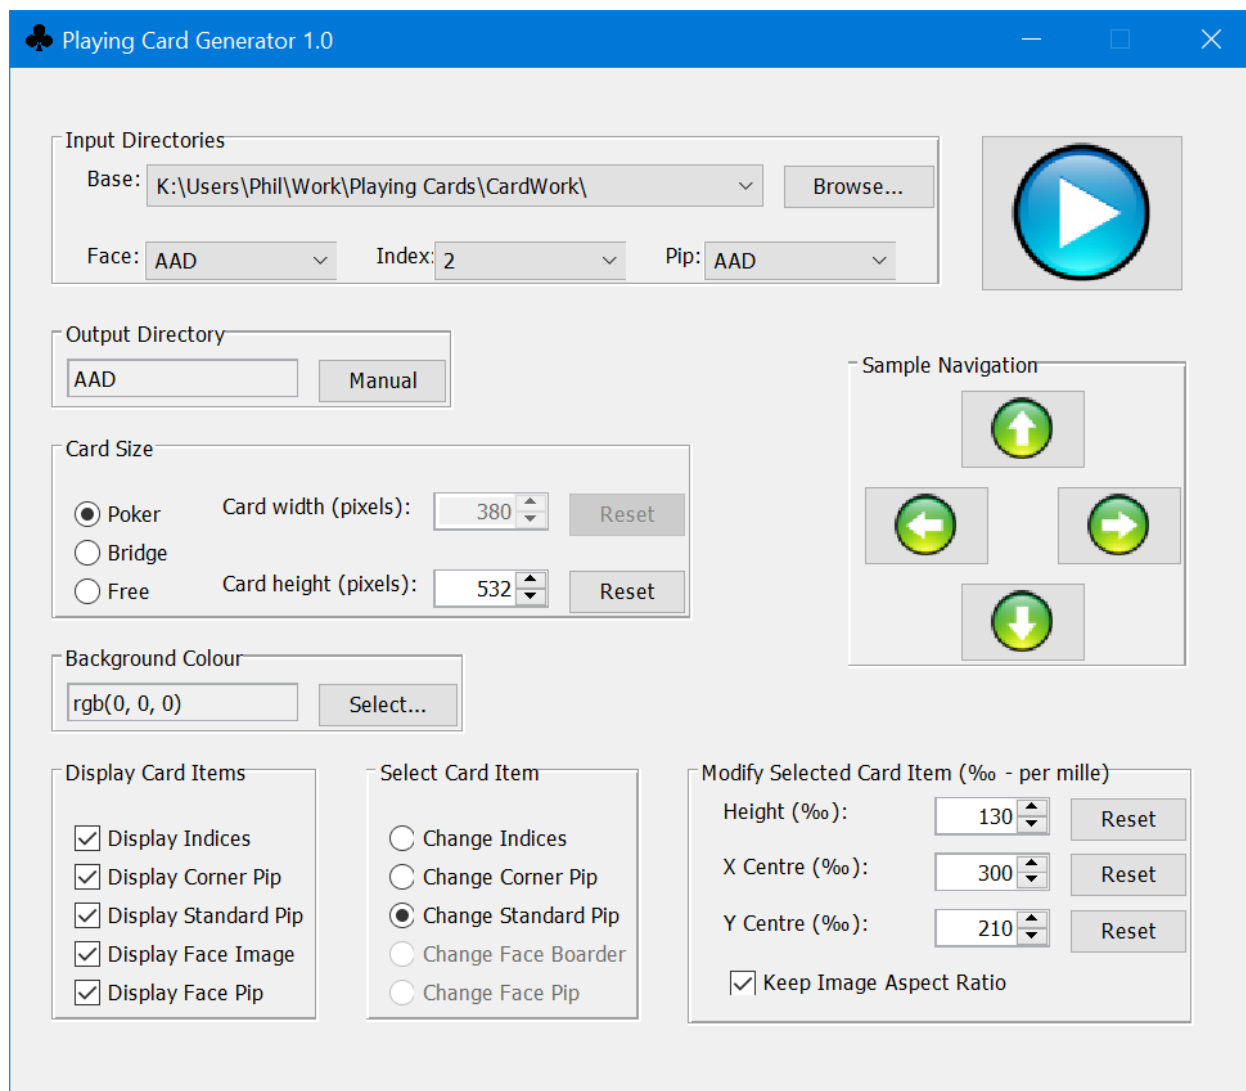 Playing Card Generator 1.0
Input Directories
Base: K:\Users\Phil\Work\Playing Cards\CardWork\ Browse...
Face: AAD Index: 2 Pip: AAD
Output Directory
AAD Manual
Sample Navigation
Card Size
Poker Card width (pixels): 380 Reset
Bridge
Free Card height (pixels): 532 Reset
Background Colour
rgb(0, 0, 0) Select...
Display Card Items
Display Indices
Display Corner Pip
Display Standard Pip
Display Face Image
Display Face Pip
Select Card Item
Change Indices
Change Corner Pip
Change Standard Pip
Change Face Boarder
Change Face Pip
Modify Selected Card Item (‰ - per mille)
Height (‰): 130 Reset
X Centre (‰): 300 Reset
Y Centre (‰): 210 Reset
Keep Image Aspect Ratio